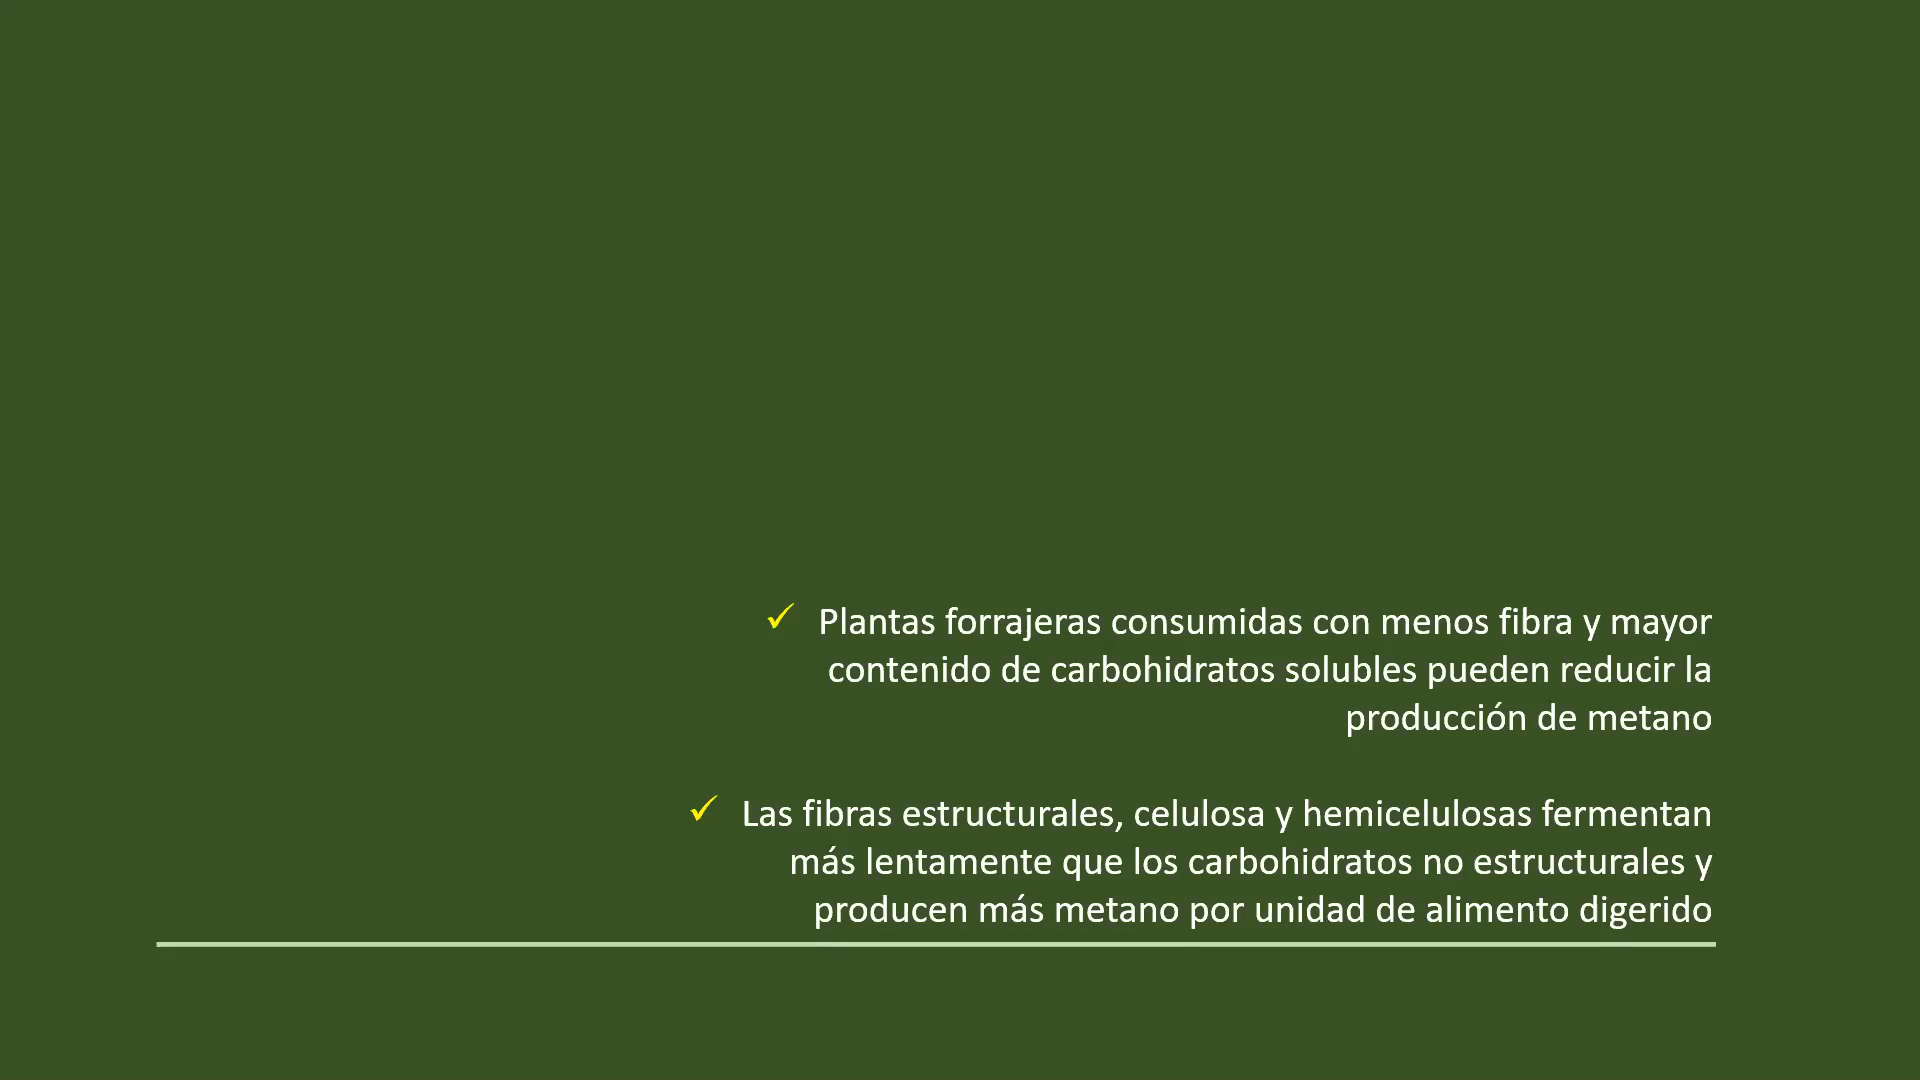 ✓ Plantas forrajeras consumidas con menos fibra y mayor
contenido de carbohidratos solubles pueden reducir la
producción de metano
✓ Las fibras estructurales, celulosa y hemicelulosas fermentan
más lentamente que los carbohidratos no estructurales y
producen más metano por unidad de alimento digerido